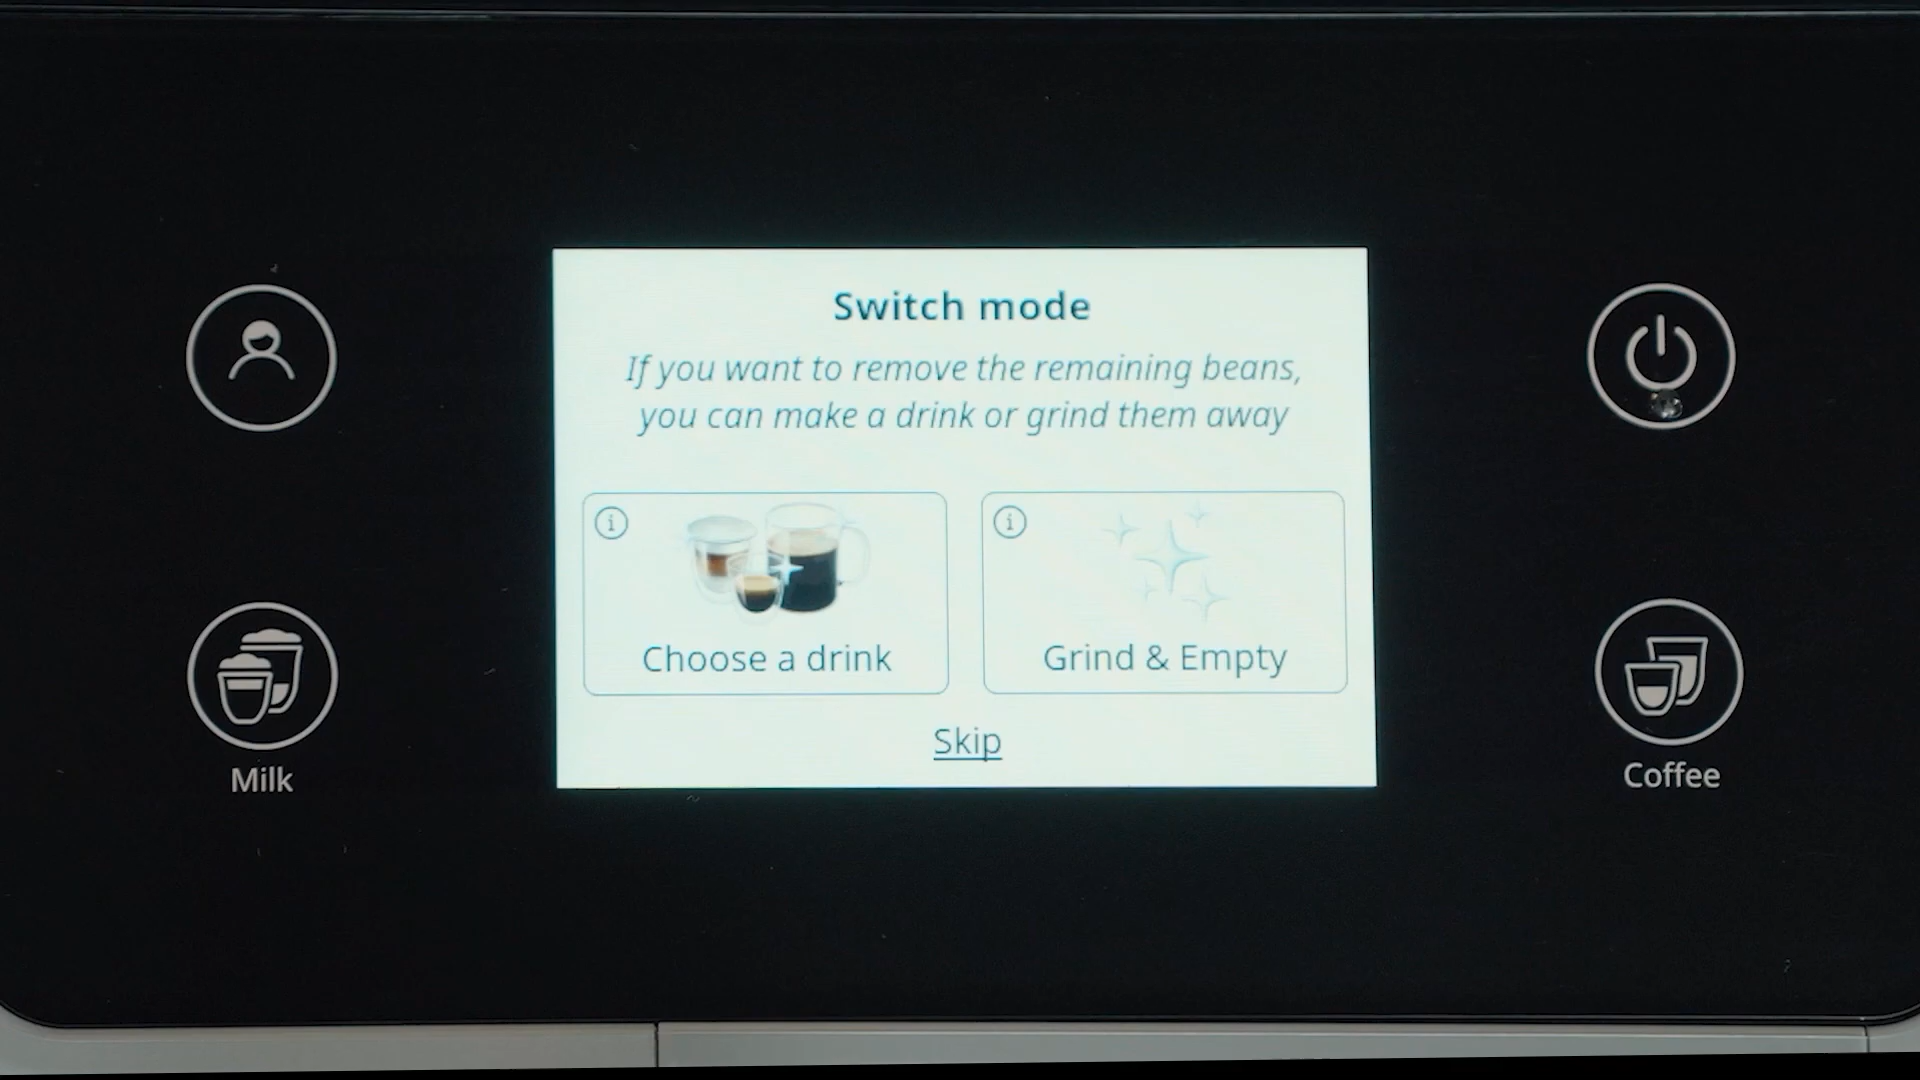 Switch mode
If you want to remove the remaining beans,
you can make a drink or grind them away
Choose a drink
Grind & Empty
Skip
Milk
Coffee